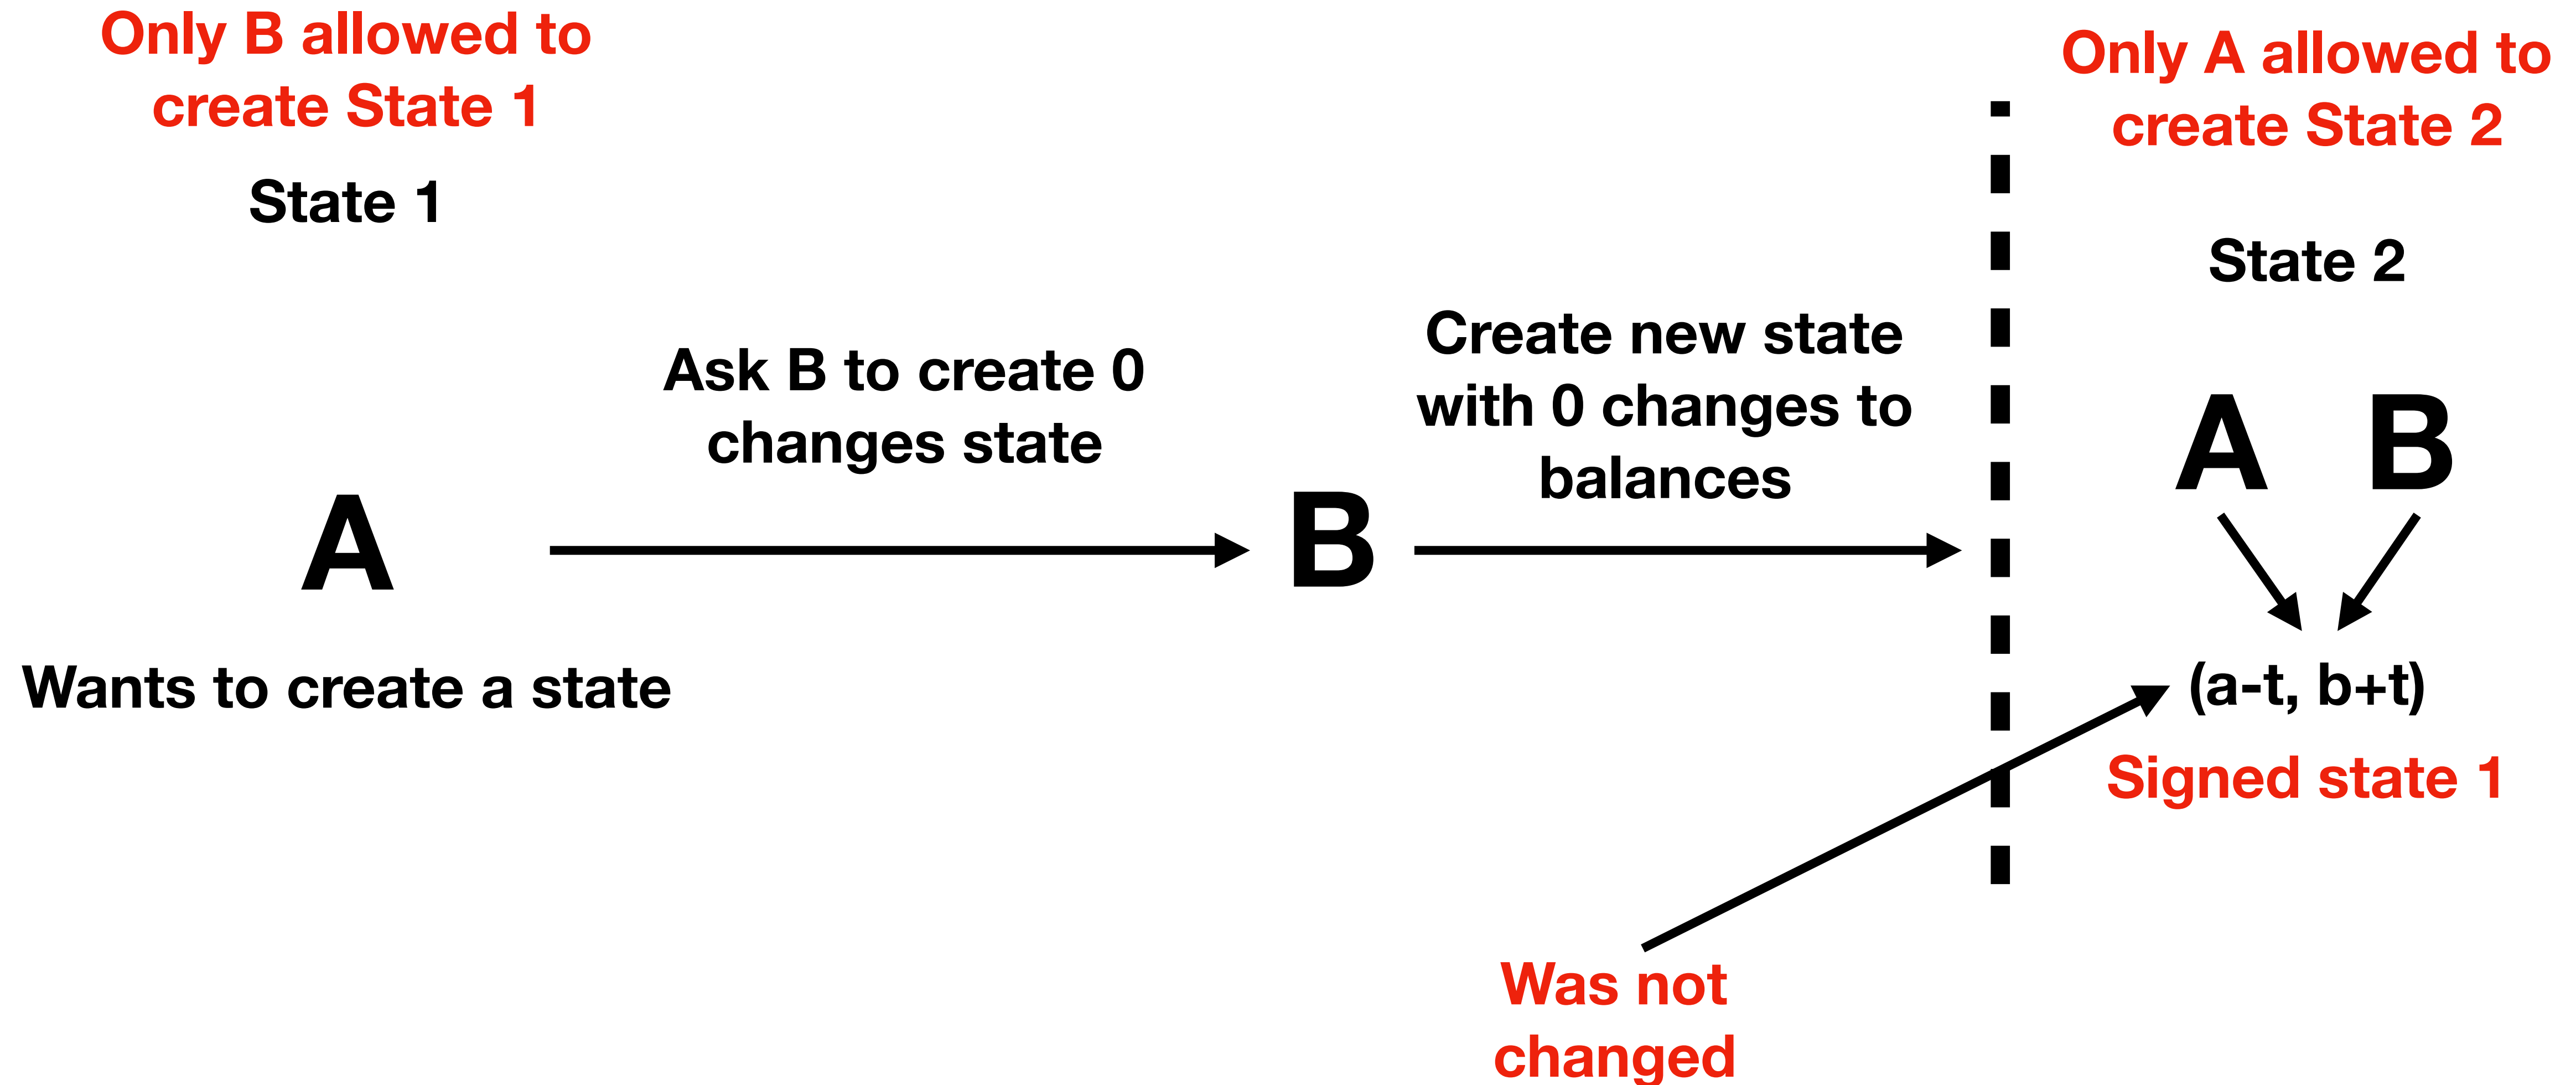 Only B allowed to
create State 1
State 1
A
Wants to create a state
Ask B to create 0
changes state
B
Create new state
with 0 changes to
balances
Was not
changed
Only A allowed to
create State 2
State 2
A B
(a-t, b+t)
Signed state 1